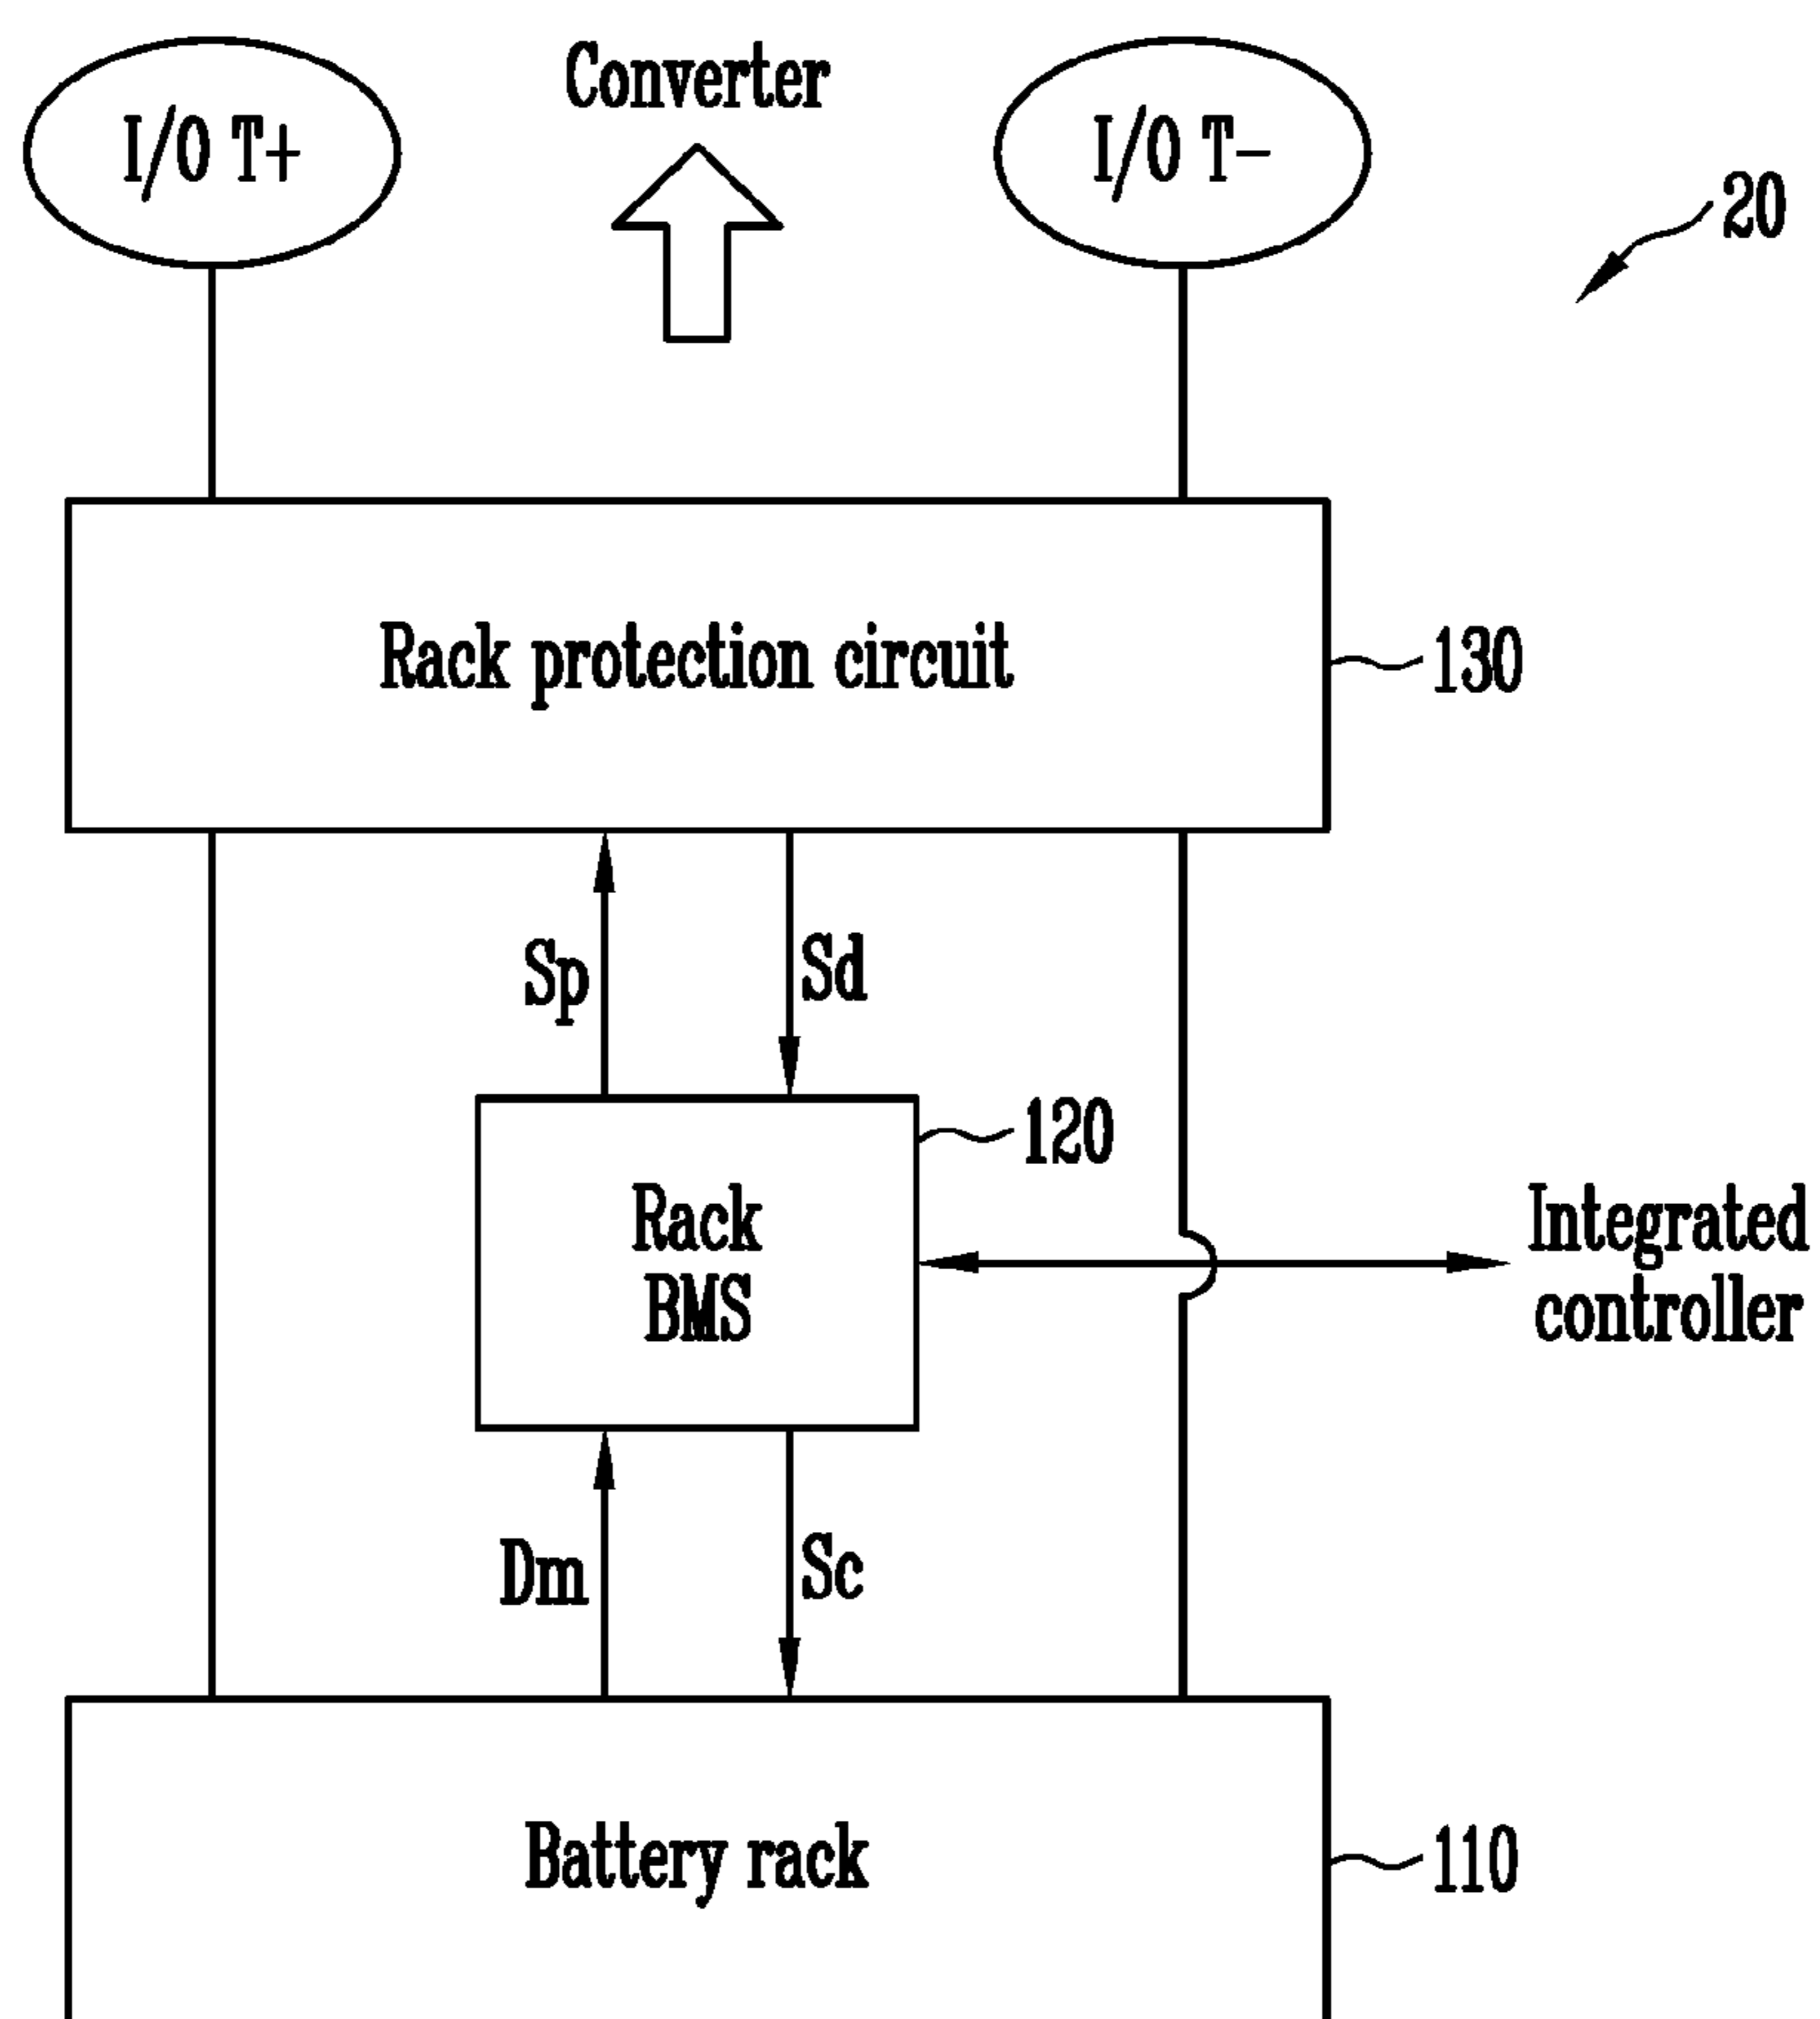 Converter
I/O T+
I/O T−
20
Rack protection circuit
130
Sp
Sd
120
Rack
BMS
Integrated
controller
Dm
Sc
Battery rack
110